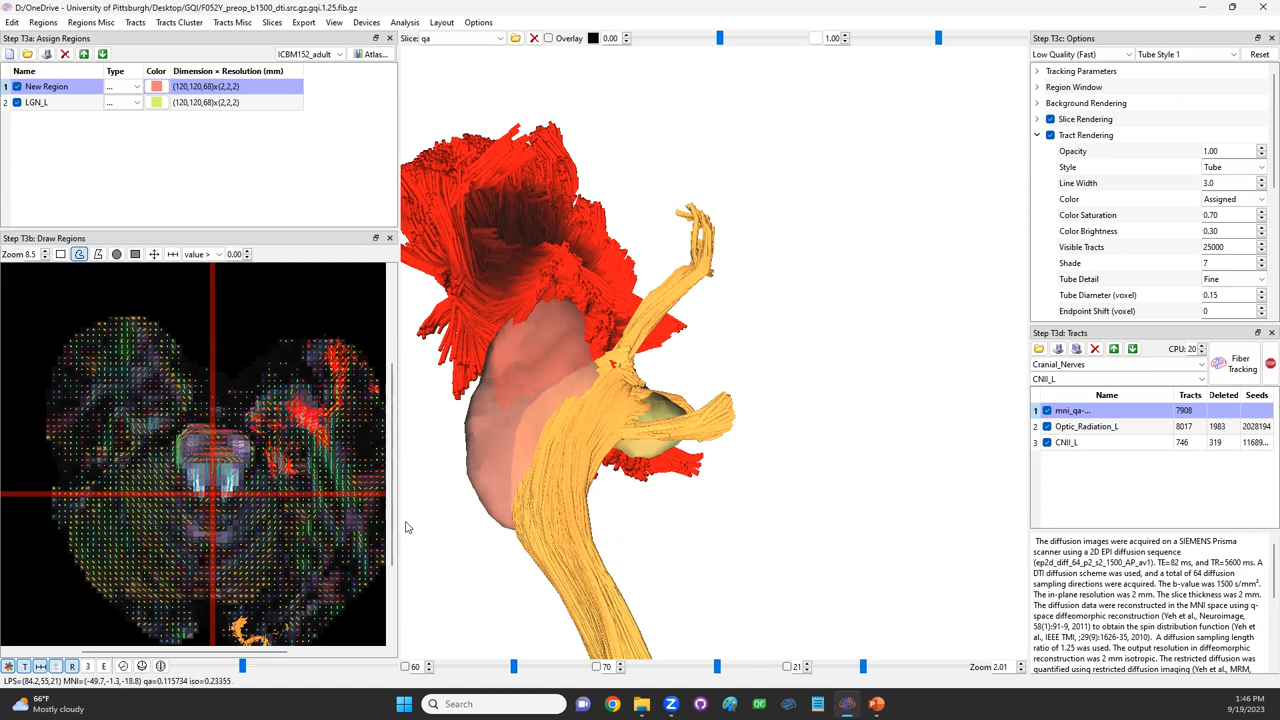 D:/OneDrive - University of Pittsburgh/Desktop/GQI/F052Y_preop_b1500_dti.src.gz.gqi.1.25.fib.gz
Edit Regions Regions Misc Tracts Tracts Cluster Tracts Misc Slices Export View Devices Analysis Layout Options
Step T3a: Assign Regions
ICBM152_adult Atlas...
Name Type Color Dimension × Resolution (mm)
1 New Region ... (120,120,68)x(2,2,2)
2 LGN_L ... (120,120,68)x(2,2,2)
Step T3b: Draw Regions
Zoom 8.5 value > 0.00
T R 3 E
LPS=(84.2,55,21) MNI=(-49.7,-1.3,-18.8) qa=0.115734 iso=0.23355
Slice: qa Overlay 0.00 1.00
60 70 21 Zoom 2.01
Step T3c: Options
Low Quality (Fast) Tube Style 1 Reset
Tracking Parameters
Region Window
Background Rendering
Slice Rendering
Tract Rendering
Opacity 1.00
Style Tube
Line Width 3.0
Color Assigned
Color Saturation 0.70
Color Brightness 0.30
Visible Tracts 25000
Shade 7
Tube Detail Fine
Tube Diameter (voxel) 0.15
Endpoint Shift (voxel) 0
Step T3d: Tracts
CPU: 20 Fiber Tracking STOP
Cranial_Nerves
CNII_L
Name Tracts Deleted Seeds
1 mni_qa-... 7908
2 Optic_Radiation_L 8017 1983 2028194
3 CNII_L 746 319 11689...
The diffusion images were acquired on a SIEMENS Prisma
scanner using a 2D EPI diffusion sequence
(ep2d_diff_64_p2_s2_1500_AP_av1). TE=82 ms, and TR=5600 ms. A
DTI diffusion scheme was used, and a total of 64 diffusion
sampling directions were acquired. The b-value was 1500 s/mm².
The in-plane resolution was 2 mm. The slice thickness was 2 mm.
The diffusion data were reconstructed in the MNI space using q-
space diffeomorphic reconstruction (Yeh et al., Neuroimage,
58(1):91-9, 2011) to obtain the spin distribution function (Yeh et
al., IEEE TMI, ;29(9):1626-35, 2010). A diffusion sampling length
ratio of 1.25 was used. The output resolution in diffeomorphic
reconstruction was 2 mm isotropic. The restricted diffusion was
quantified using restricted diffusion imaging (Yeh et al., MRM,
66°F
Mostly cloudy
Search
QC
1:46 PM
9/19/2023